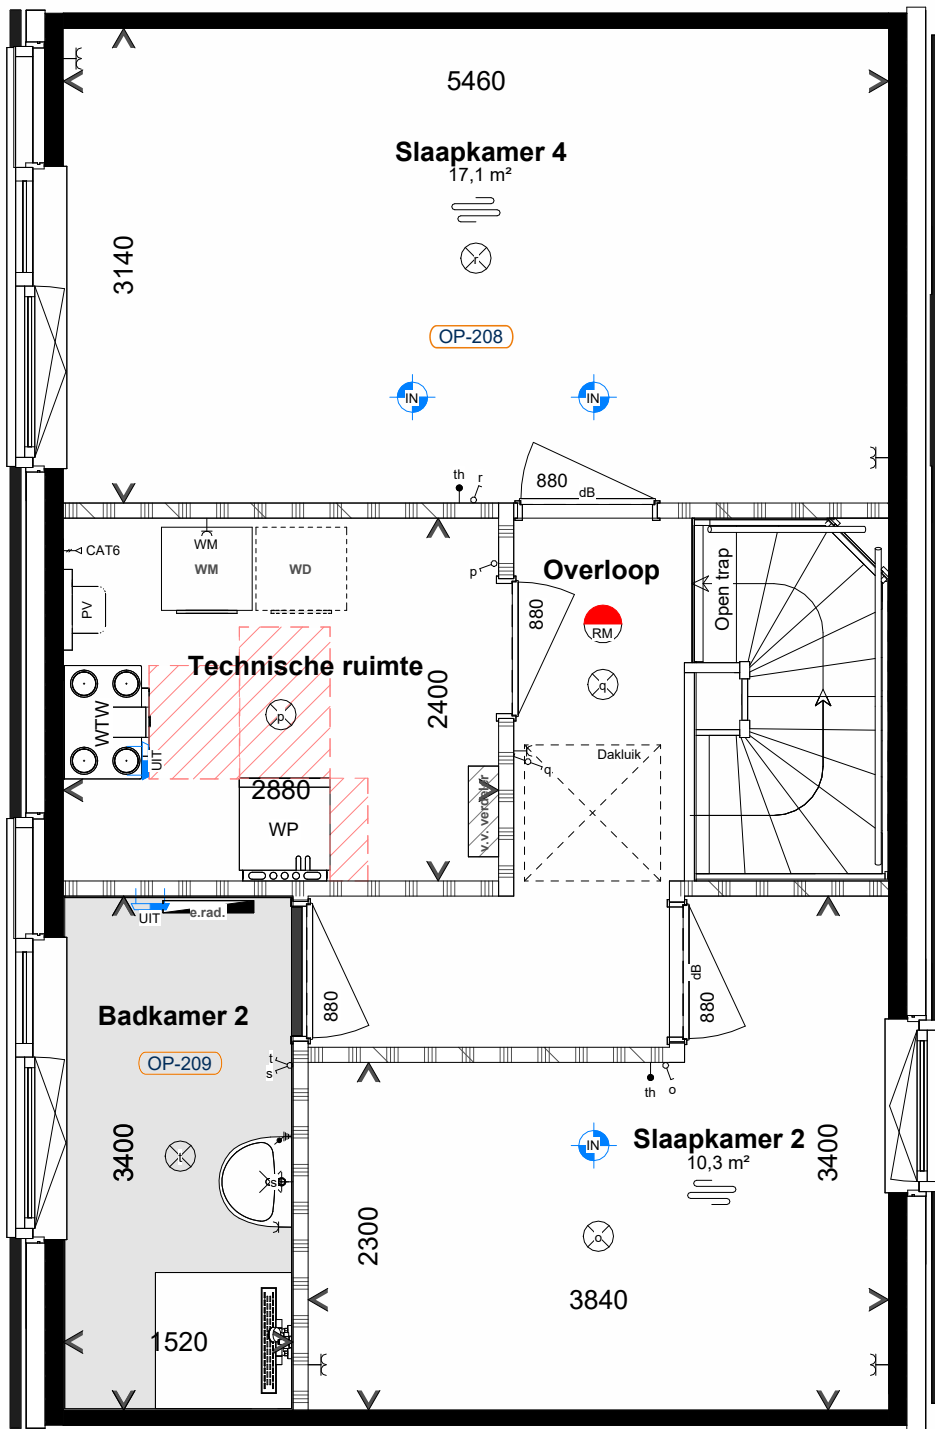 5460
Slaapkamer 4
17,1 m²
r
3140
OP-208
IN
IN
th
r
880
dB
CAT6
WM
WM
WD
p
Overloop
Open trap
PV
880
RM
Technische ruimte
q
2400
WTW
p
UIT
Dakluik
q
2880
v.v. verdeler
WP
UIT
e.rad.
880
dB
880
Badkamer 2
OP-209
t
s
th
o
3400
t
IN
Slaapkamer 2
10,3 m²
3400
s
2300
o
3840
1520